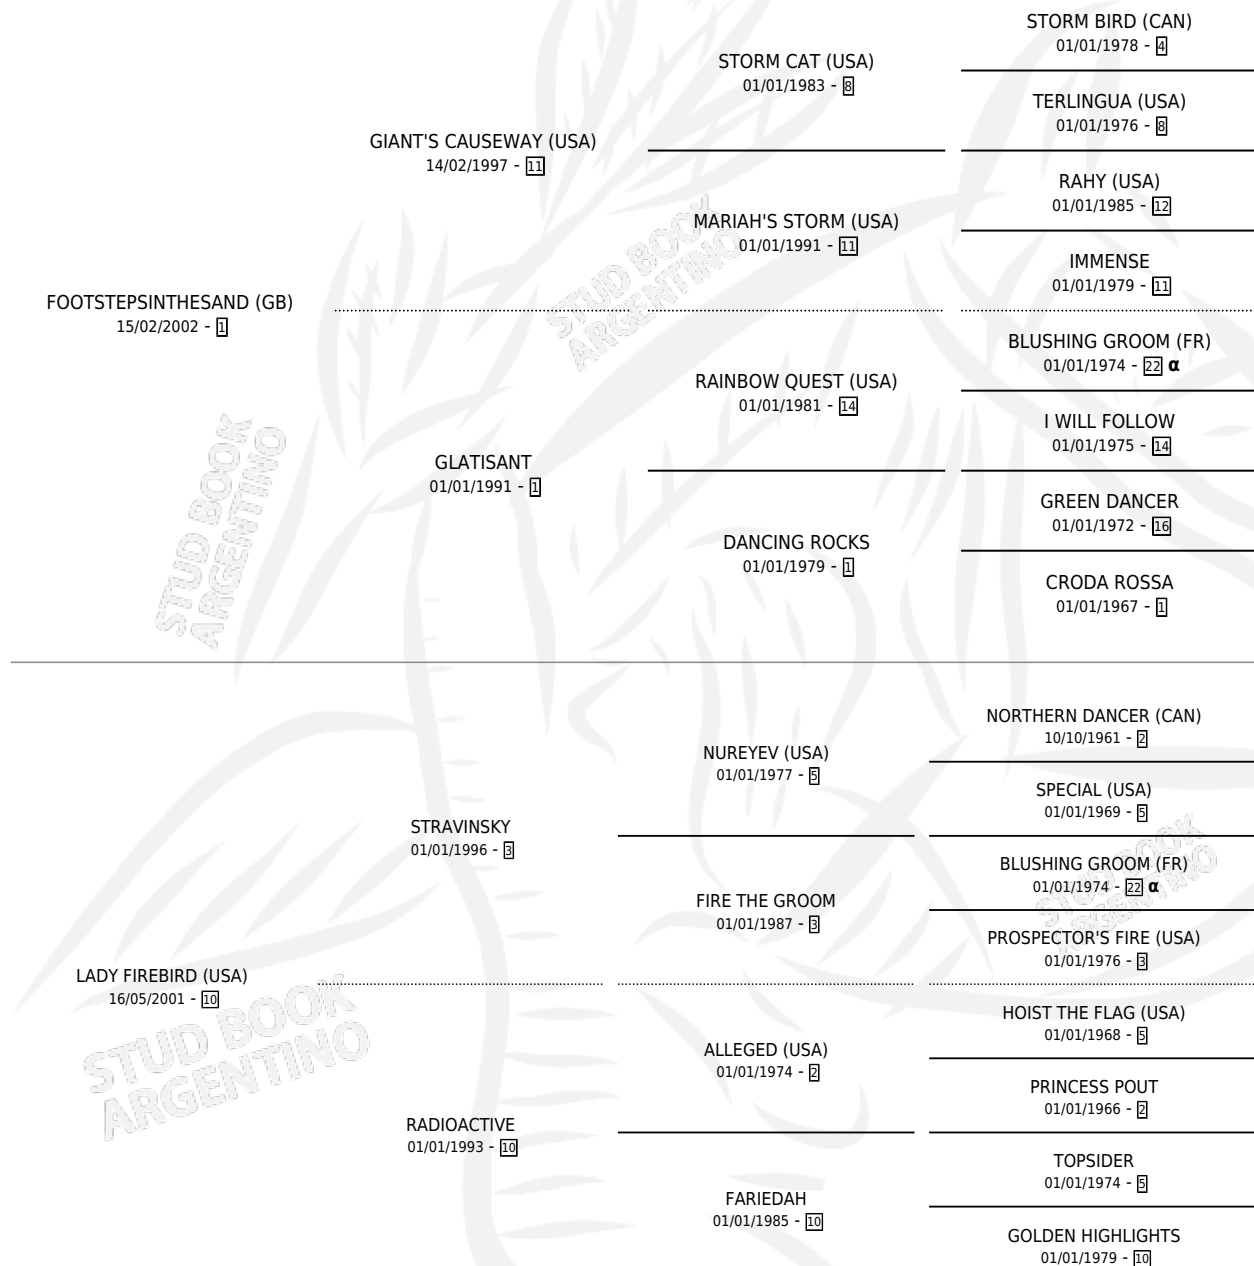 STORM BIRD (CAN)
01/01/1978 - 4
STORM CAT (USA)
01/01/1983 - 8
TERLINGUA (USA)
01/01/1976 - 8
GIANT'S CAUSEWAY (USA)
14/02/1997 - 11
RAHY (USA)
01/01/1985 - 12
MARIAH'S STORM (USA)
01/01/1991 - 11
IMMENSE
01/01/1979 - 11
FOOTSTEPSINTHESAND (GB)
15/02/2002 - 1
BLUSHING GROOM (FR)
01/01/1974 - 22 α
RAINBOW QUEST (USA)
01/01/1981 - 14
I WILL FOLLOW
01/01/1975 - 14
GLATISANT
01/01/1991 - 1
GREEN DANCER
01/01/1972 - 16
DANCING ROCKS
01/01/1979 - 1
CRODA ROSSA
01/01/1967 - 1
NORTHERN DANCER (CAN)
10/10/1961 - 2
NUREYEV (USA)
01/01/1977 - 5
SPECIAL (USA)
01/01/1969 - 5
STRAVINSKY
01/01/1996 - 3
BLUSHING GROOM (FR)
01/01/1974 - 22 α
FIRE THE GROOM
01/01/1987 - 3
PROSPECTOR'S FIRE (USA)
01/01/1976 - 3
LADY FIREBIRD (USA)
16/05/2001 - 10
HOIST THE FLAG (USA)
01/01/1968 - 5
ALLEGED (USA)
01/01/1974 - 2
PRINCESS POUT
01/01/1966 - 2
RADIOACTIVE
01/01/1993 - 10
TOPSIDER
01/01/1974 - 5
FARIEDAH
01/01/1985 - 10
GOLDEN HIGHLIGHTS
01/01/1979 - 10
STUD BOOK
ARGENTINO
STUD BOOK
ARGENTINO
STUD BOOK
ARGENTINO
STUD BOOK
ARGENTINO